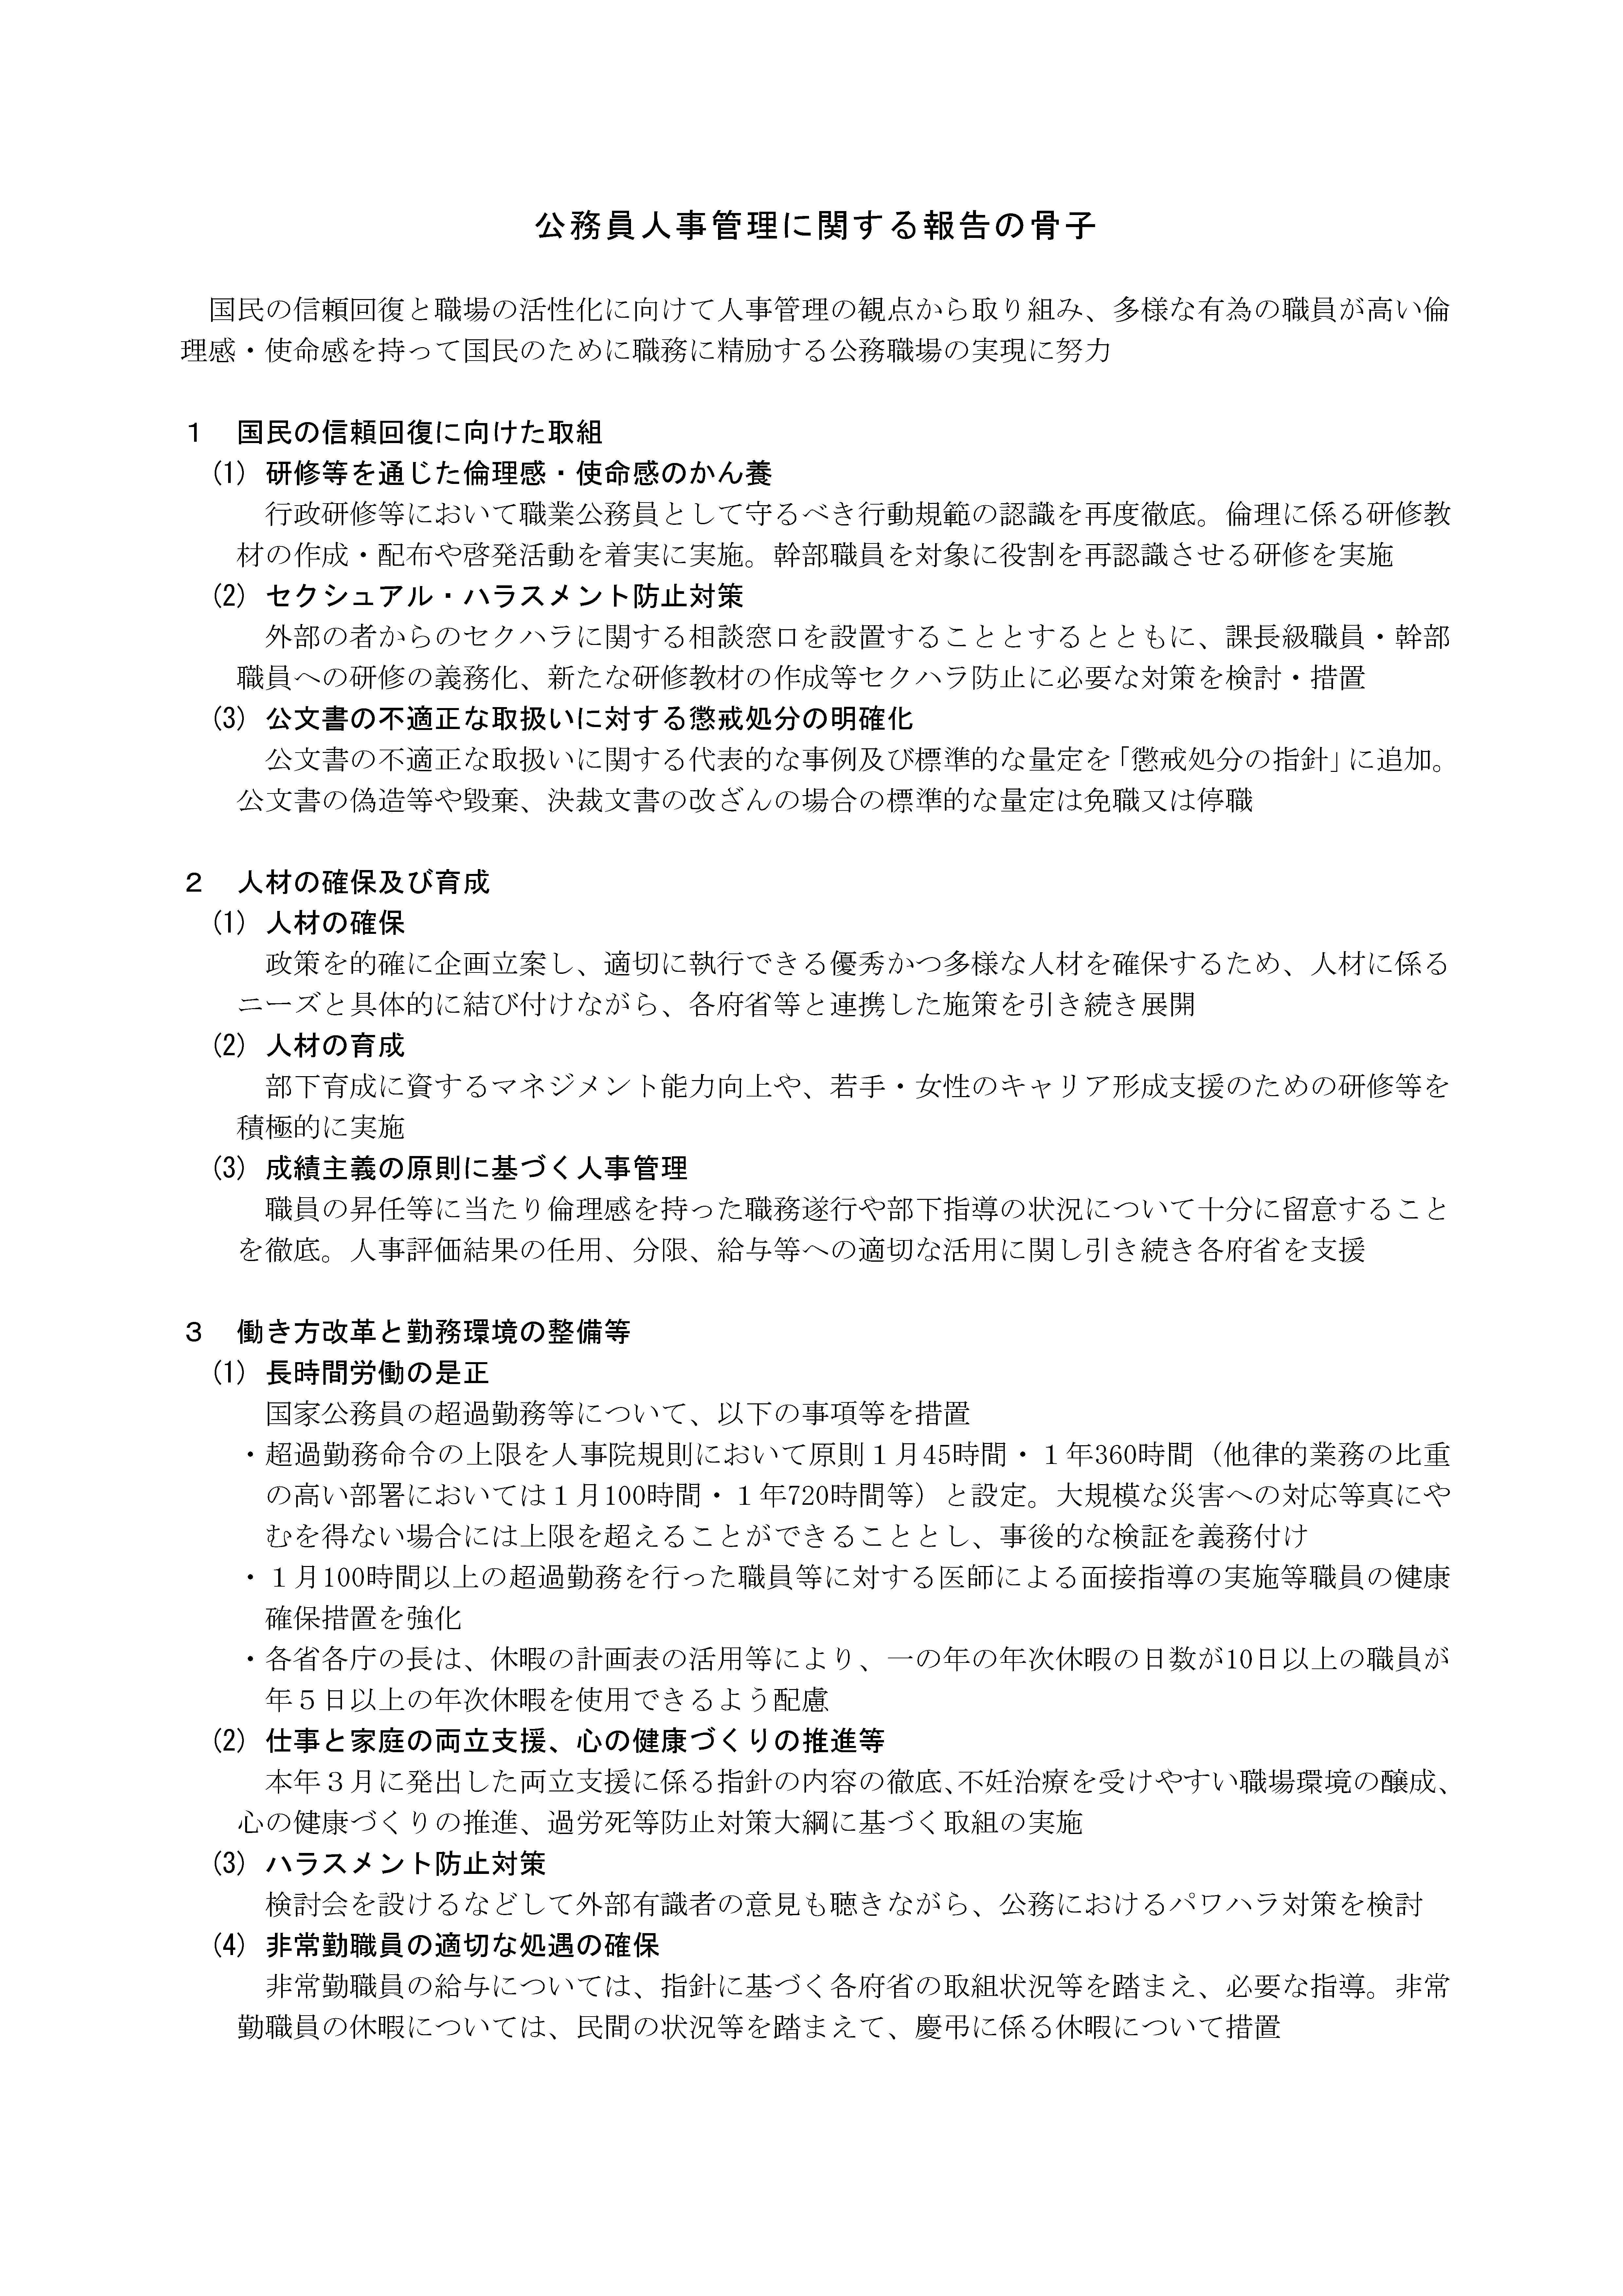 公務員人事管理に関する報告の骨子
国民の信頼回復と職場の活性化に向けて人事管理の観点から取り組み、多様な有為の職員が高い倫
理感・使命感を持って国民のために職務に精励する公務職場の実現に努力
１　国民の信頼回復に向けた取組
(1) 研修等を通じた倫理感・使命感のかん養
行政研修等において職業公務員として守るべき行動規範の認識を再度徹底。倫理に係る研修教
材の作成・配布や啓発活動を着実に実施。幹部職員を対象に役割を再認識させる研修を実施
(2) セクシュアル・ハラスメント防止対策
外部の者からのセクハラに関する相談窓口を設置することとするとともに、課長級職員・幹部
職員への研修の義務化、新たな研修教材の作成等セクハラ防止に必要な対策を検討・措置
(3) 公文書の不適正な取扱いに対する懲戒処分の明確化
公文書の不適正な取扱いに関する代表的な事例及び標準的な量定を「懲戒処分の指針」に追加。
公文書の偽造等や毀棄、決裁文書の改ざんの場合の標準的な量定は免職又は停職
２　人材の確保及び育成
(1) 人材の確保
政策を的確に企画立案し、適切に執行できる優秀かつ多様な人材を確保するため、人材に係る
ニーズと具体的に結び付けながら、各府省等と連携した施策を引き続き展開
(2) 人材の育成
部下育成に資するマネジメント能力向上や、若手・女性のキャリア形成支援のための研修等を
積極的に実施
(3) 成績主義の原則に基づく人事管理
職員の昇任等に当たり倫理感を持った職務遂行や部下指導の状況について十分に留意すること
を徹底。人事評価結果の任用、分限、給与等への適切な活用に関し引き続き各府省を支援
３　働き方改革と勤務環境の整備等
(1) 長時間労働の是正
国家公務員の超過勤務等について、以下の事項等を措置
・超過勤務命令の上限を人事院規則において原則１月45時間・１年360時間（他律的業務の比重
の高い部署においては１月100時間・１年720時間等）と設定。大規模な災害への対応等真にや
むを得ない場合には上限を超えることができることとし、事後的な検証を義務付け
・１月100時間以上の超過勤務を行った職員等に対する医師による面接指導の実施等職員の健康
確保措置を強化
・各省各庁の長は、休暇の計画表の活用等により、一の年の年次休暇の日数が10日以上の職員が
年５日以上の年次休暇を使用できるよう配慮
(2) 仕事と家庭の両立支援、心の健康づくりの推進等
本年３月に発出した両立支援に係る指針の内容の徹底、不妊治療を受けやすい職場環境の醸成、
心の健康づくりの推進、過労死等防止対策大綱に基づく取組の実施
(3) ハラスメント防止対策
検討会を設けるなどして外部有識者の意見も聴きながら、公務におけるパワハラ対策を検討
(4) 非常勤職員の適切な処遇の確保
非常勤職員の給与については、指針に基づく各府省の取組状況等を踏まえ、必要な指導。非常
勤職員の休暇については、民間の状況等を踏まえて、慶弔に係る休暇について措置